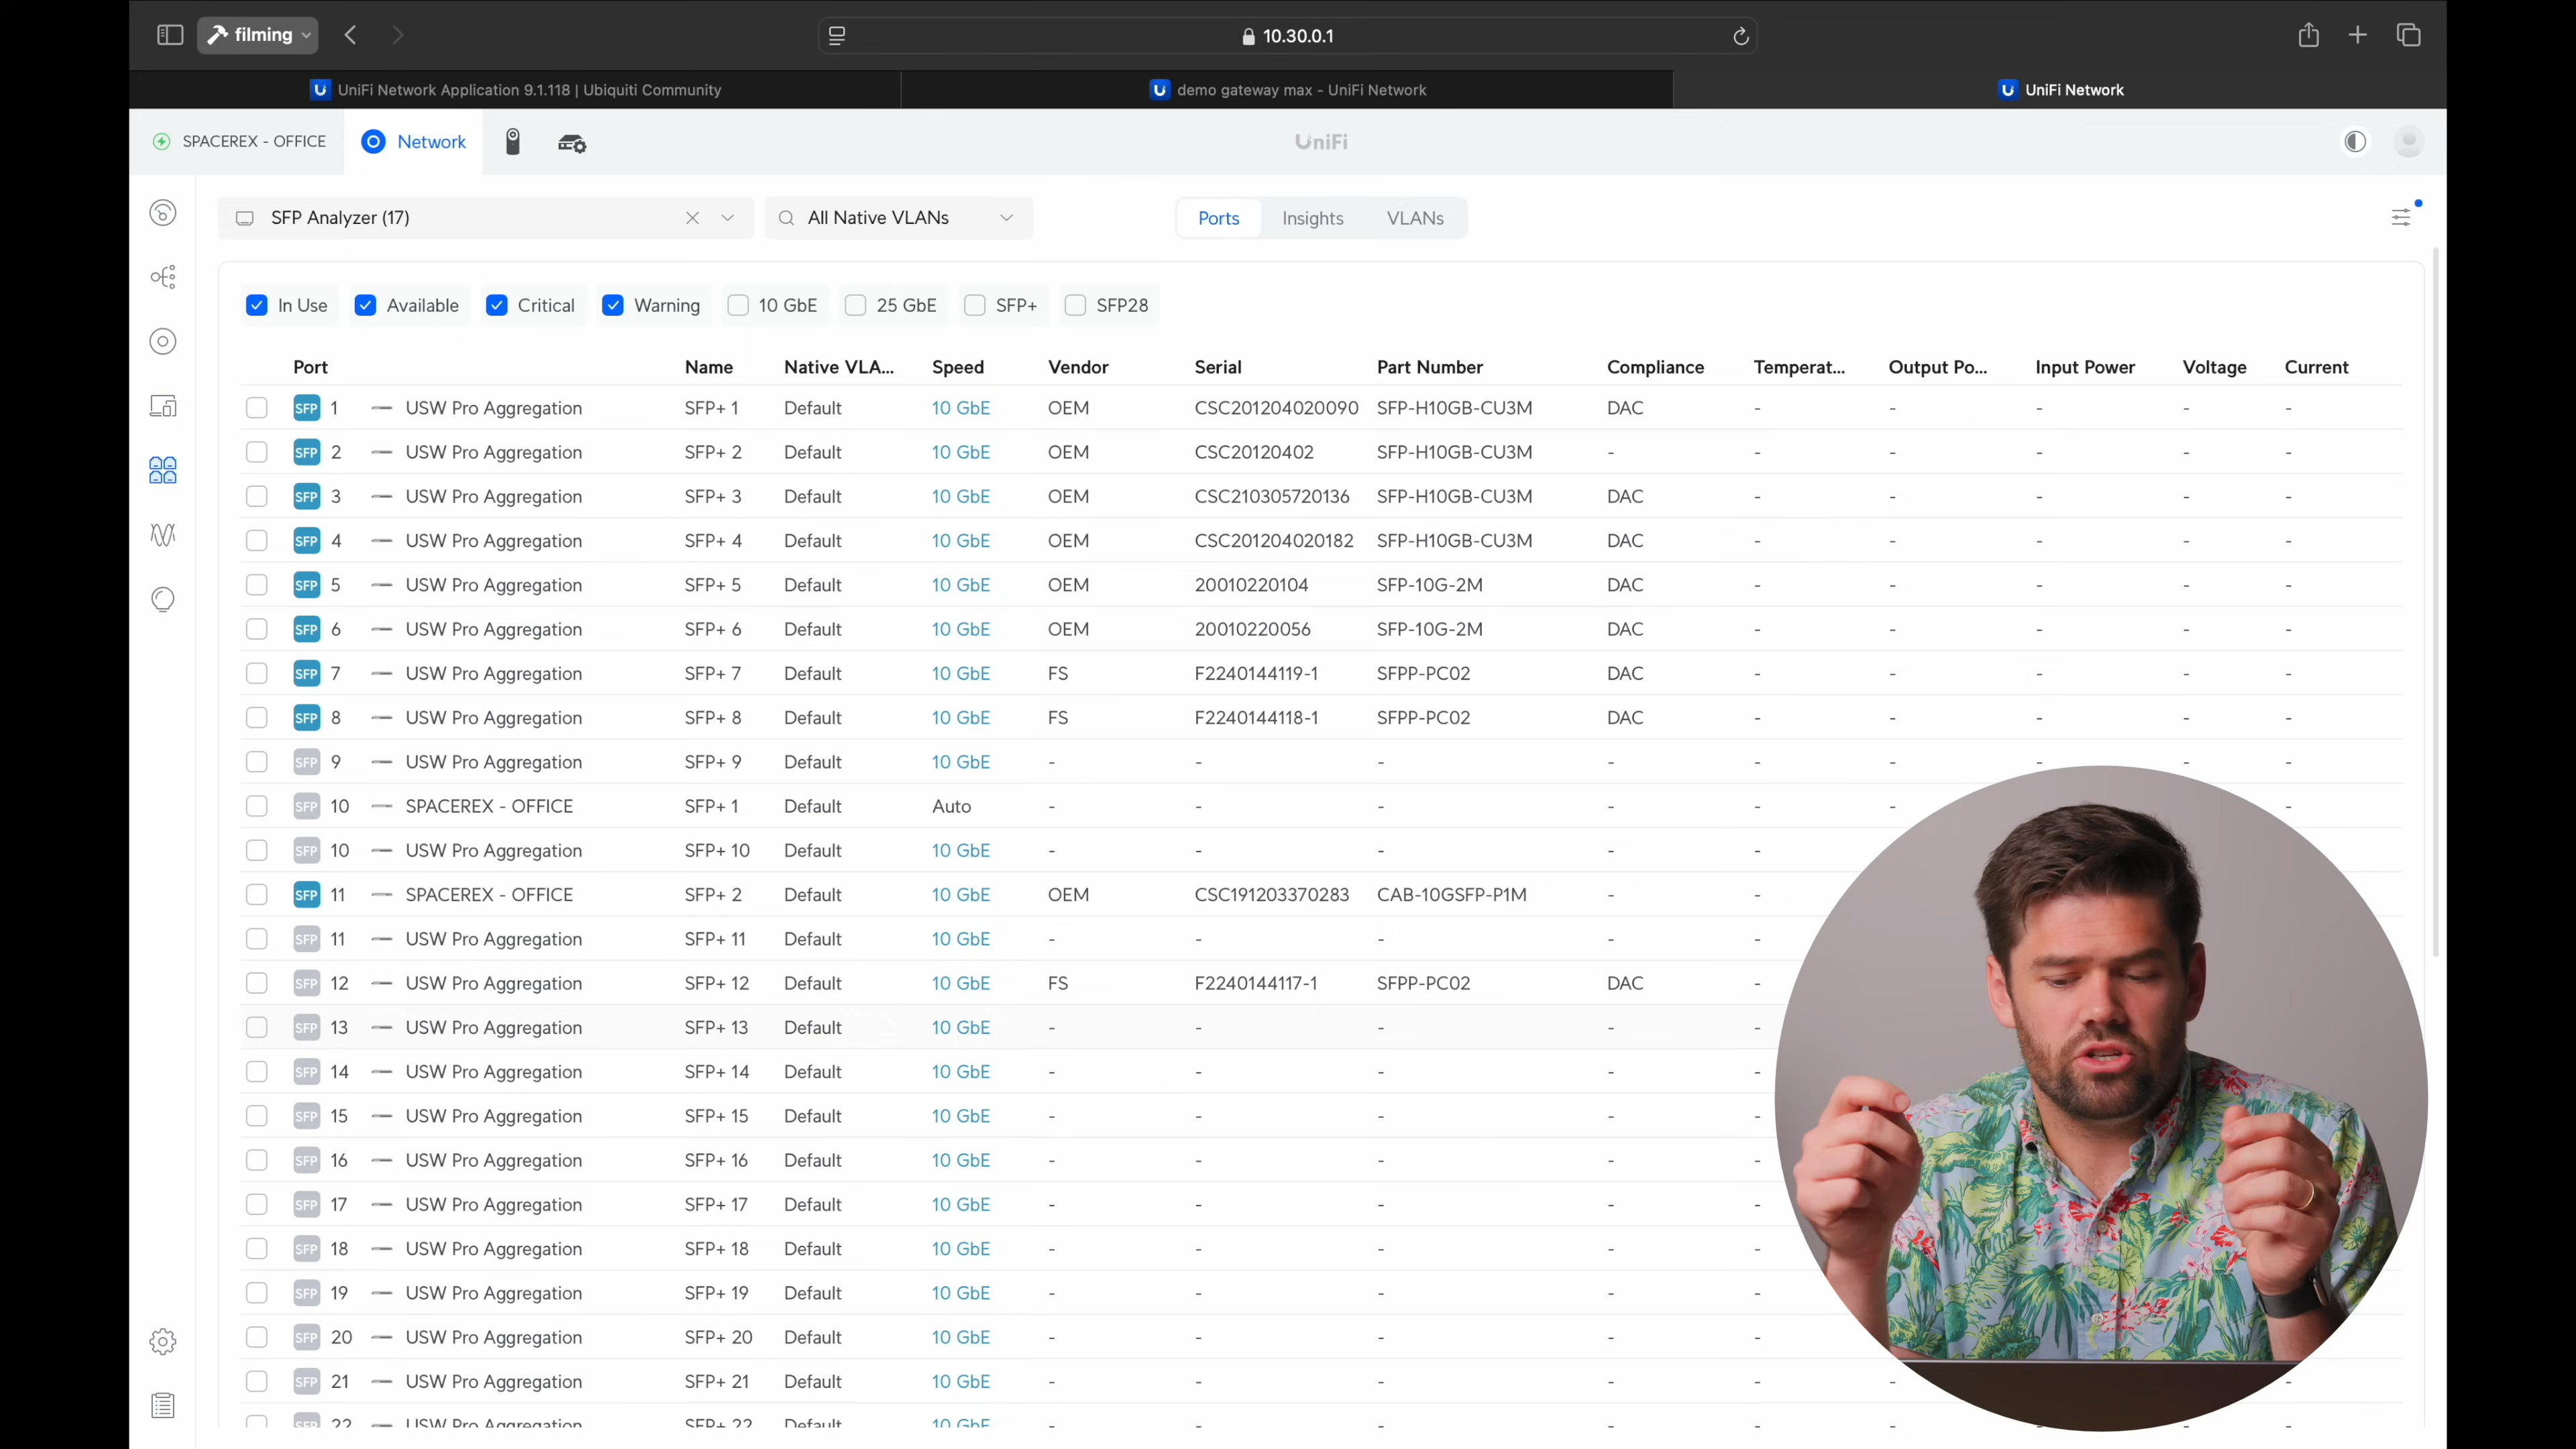 filming
10.30.0.1
UniFi Network Application 9.1.118 | Ubiquiti Community
demo gateway max - UniFi Network
UniFi Network
SPACEREX - OFFICE
Network
UniFi
SFP Analyzer (17)
All Native VLANs
Ports
Insights
VLANs
In Use
Available
Critical
Warning
10 GbE
25 GbE
SFP+
SFP28
Port Name Native VLA... Speed Vendor Serial Part Number Compliance Temperat... Output Po... Input Power Voltage Current
SFP 1 USW Pro Aggregation SFP+ 1 Default 10 GbE OEM CSC201204020090 SFP-H10GB-CU3M DAC - - - - -
SFP 2 USW Pro Aggregation SFP+ 2 Default 10 GbE OEM CSC20120402 SFP-H10GB-CU3M - - - - - -
SFP 3 USW Pro Aggregation SFP+ 3 Default 10 GbE OEM CSC210305720136 SFP-H10GB-CU3M DAC - - - - -
SFP 4 USW Pro Aggregation SFP+ 4 Default 10 GbE OEM CSC201204020182 SFP-H10GB-CU3M DAC - - - - -
SFP 5 USW Pro Aggregation SFP+ 5 Default 10 GbE OEM 20010220104 SFP-10G-2M DAC - - - - -
SFP 6 USW Pro Aggregation SFP+ 6 Default 10 GbE OEM 20010220056 SFP-10G-2M DAC - - - - -
SFP 7 USW Pro Aggregation SFP+ 7 Default 10 GbE FS F2240144119-1 SFPP-PC02 DAC - - - - -
SFP 8 USW Pro Aggregation SFP+ 8 Default 10 GbE FS F2240144118-1 SFPP-PC02 DAC - - - - -
SFP 9 USW Pro Aggregation SFP+ 9 Default 10 GbE - - - - - - - - -
SFP 10 SPACEREX - OFFICE SFP+ 1 Default Auto - - - - - - -
SFP 10 USW Pro Aggregation SFP+ 10 Default 10 GbE - - - - - -
SFP 11 SPACEREX - OFFICE SFP+ 2 Default 10 GbE OEM CSC191203370283 CAB-10GSFP-P1M - - -
SFP 11 USW Pro Aggregation SFP+ 11 Default 10 GbE - - - - - -
SFP 12 USW Pro Aggregation SFP+ 12 Default 10 GbE FS F2240144117-1 SFPP-PC02 DAC - -
SFP 13 USW Pro Aggregation SFP+ 13 Default 10 GbE - - - - -
SFP 14 USW Pro Aggregation SFP+ 14 Default 10 GbE - - - - -
SFP 15 USW Pro Aggregation SFP+ 15 Default 10 GbE - - - - -
SFP 16 USW Pro Aggregation SFP+ 16 Default 10 GbE - - - - -
SFP 17 USW Pro Aggregation SFP+ 17 Default 10 GbE - - - - -
SFP 18 USW Pro Aggregation SFP+ 18 Default 10 GbE - - - - -
SFP 19 USW Pro Aggregation SFP+ 19 Default 10 GbE - - - - - -
SFP 20 USW Pro Aggregation SFP+ 20 Default 10 GbE - - - - - -
SFP 21 USW Pro Aggregation SFP+ 21 Default 10 GbE - - - - - - -
SFP 22 USW Pro Aggregation SFP+ 22 Default 10 GbE - - - - - - - -